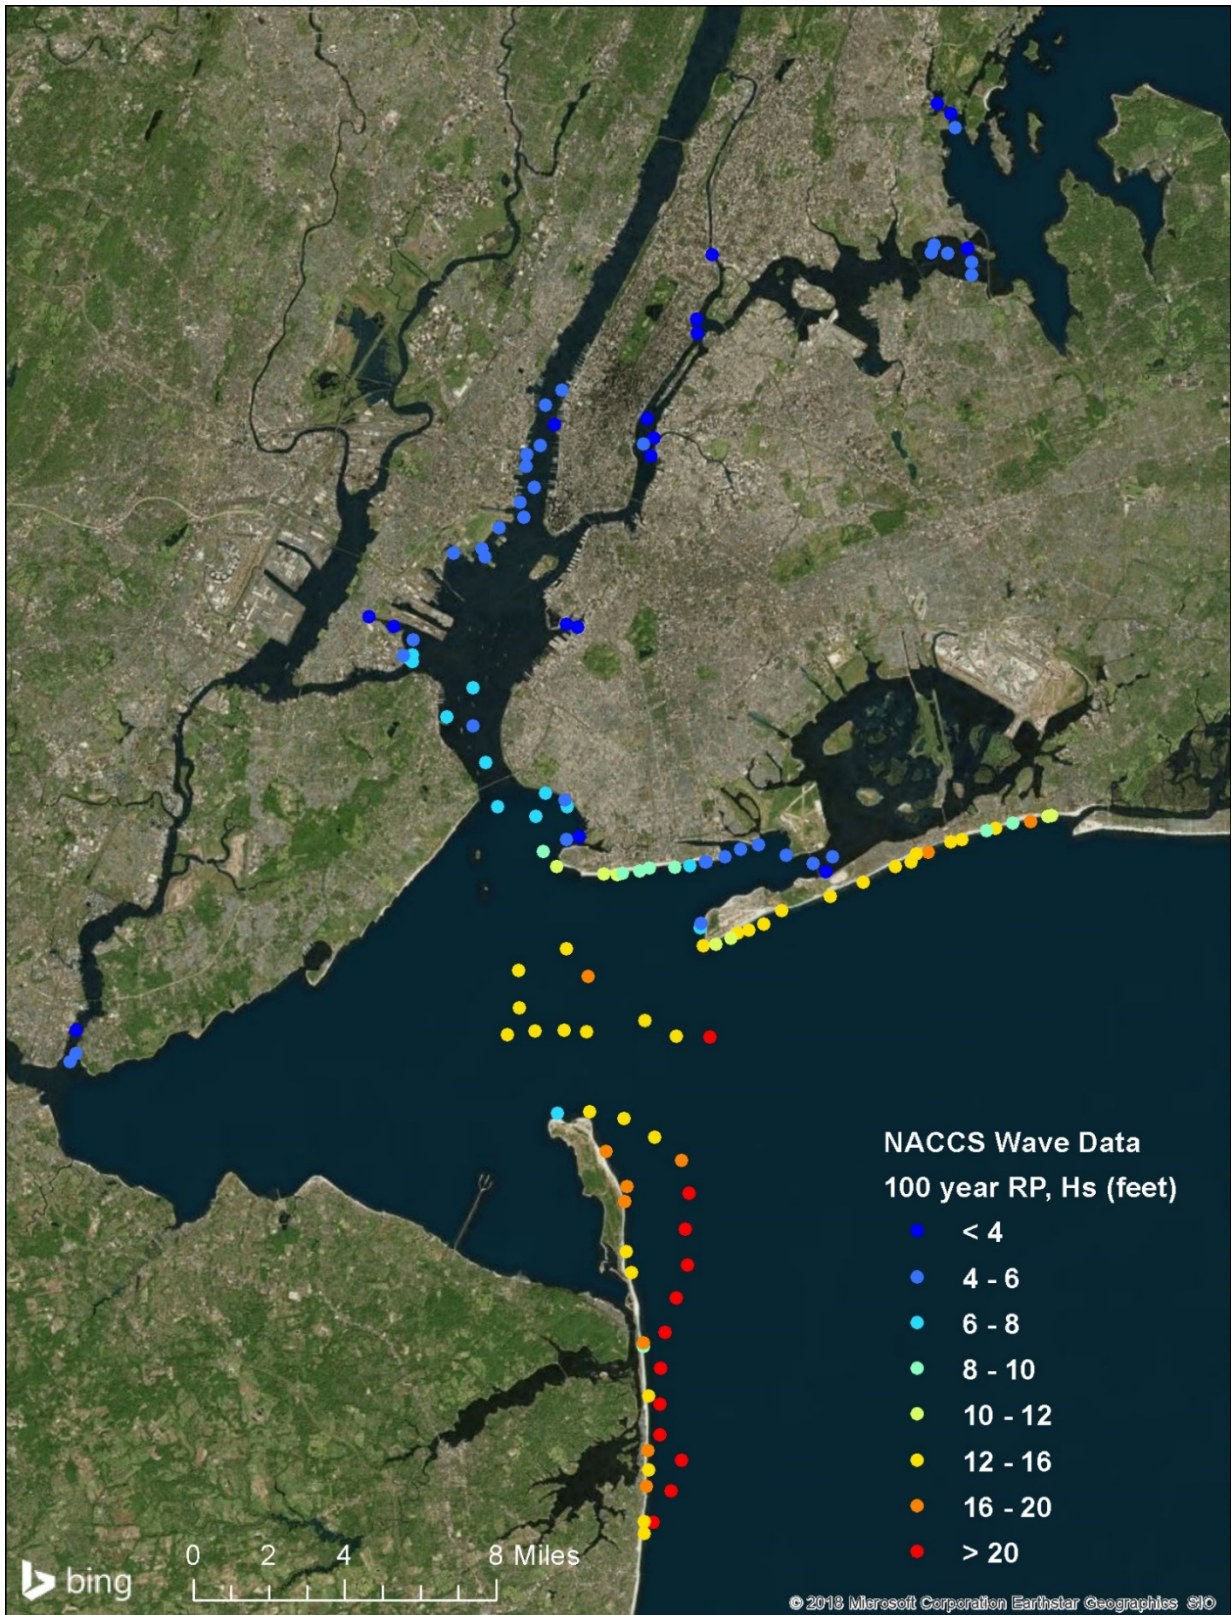 NACCS Wave Data
100 year RP, Hs (feet)
< 4
4 - 6
6 - 8
8 - 10
10 - 12
12 - 16
16 - 20
> 20
0 2 4 8 Miles
bing
© 2018 Microsoft Corporation Earthstar Geographics SIO